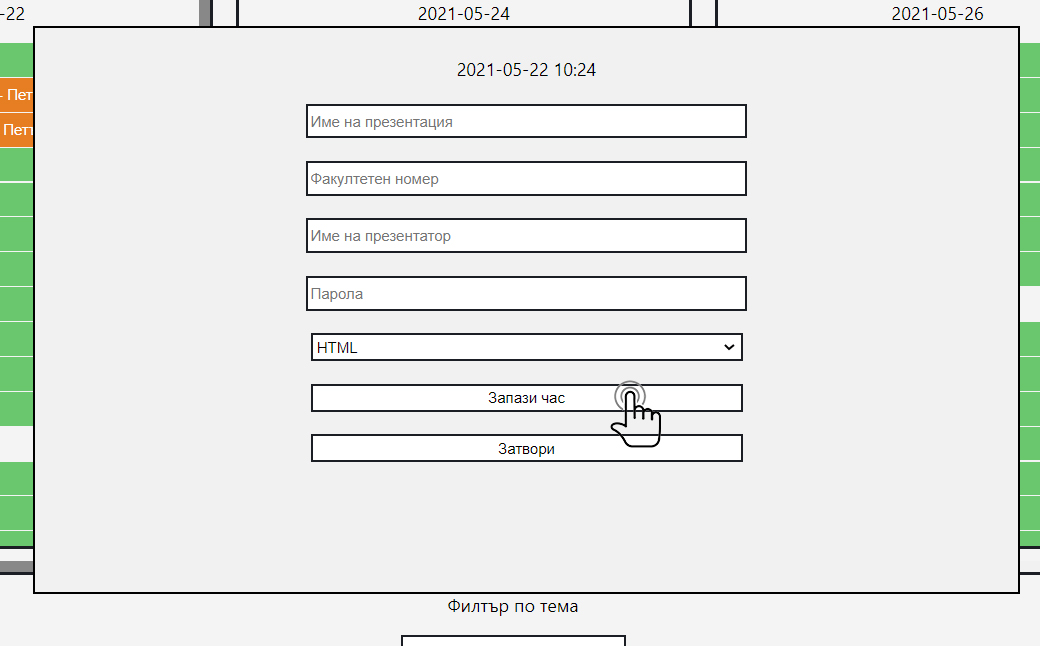 -22
2021-05-24
2021-05-26
2021-05-22 10:24
- Пет
Име на презентация
Пет
Факултетен номер
Име на презентатор
Парола
HTML
Запази час
Затвори
Филтър по тема